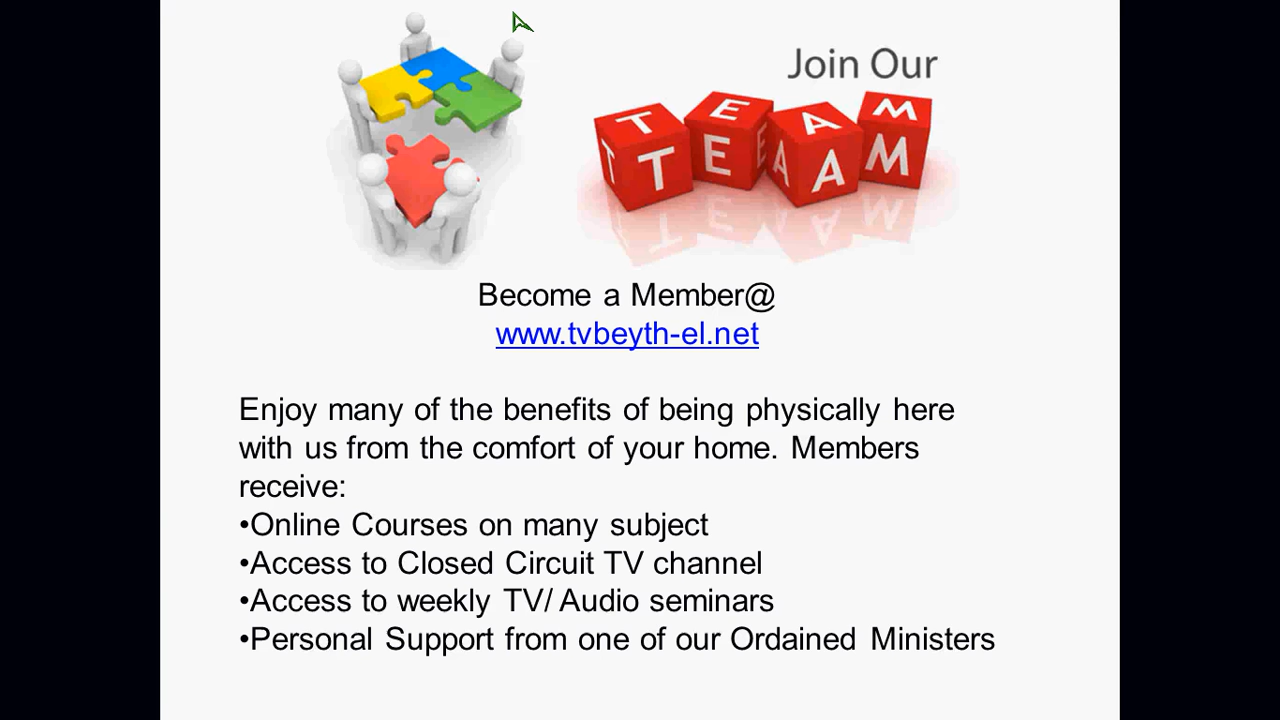 Join Our
TEAM
Become a Member@
www.tvbeyth-el.net
Enjoy many of the benefits of being physically here
with us from the comfort of your home. Members
receive:
•Online Courses on many subject
•Access to Closed Circuit TV channel
•Access to weekly TV/ Audio seminars
•Personal Support from one of our Ordained Ministers